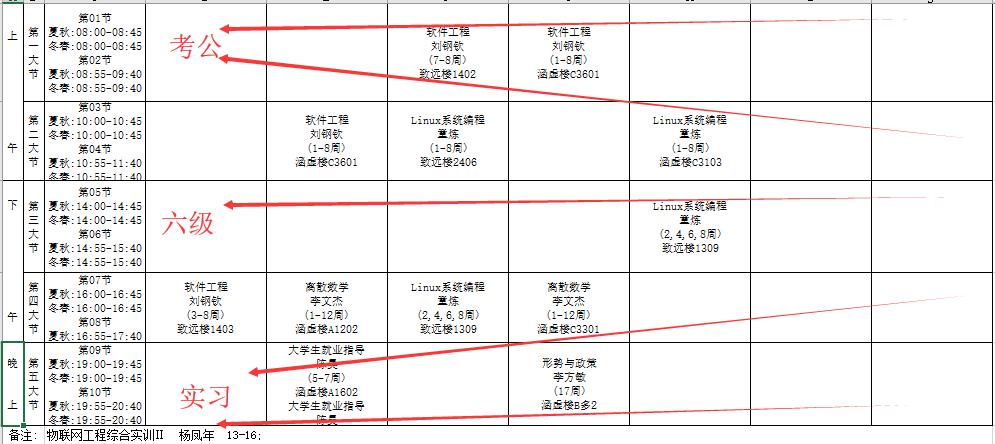 上
第一大节
第01节
夏秋:08:00-08:45
冬春:08:00-08:45
第02节
夏秋:08:55-09:40
冬春:08:55-09:40
考公
软件工程
刘钢钦
(7-8周)
致远楼1402
软件工程
刘钢钦
(1-8周)
涵虚楼C3601
午
第二大节
第03节
夏秋:10:00-10:45
冬春:10:00-10:45
第04节
夏秋:10:55-11:40
冬春:10:55-11:40
软件工程
刘钢钦
(1-8周)
涵虚楼C3601
Linux系统编程
童炼
(1-8周)
致远楼2406
Linux系统编程
童炼
(1-8周)
涵虚楼C3103
下
第三大节
第05节
夏秋:14:00-14:45
冬春:14:00-14:45
第06节
夏秋:14:55-15:40
冬春:14:55-15:40
六级
Linux系统编程
童炼
(2,4,6,8周)
致远楼1309
午
第四大节
第07节
夏秋:16:00-16:45
冬春:16:00-16:45
第08节
夏秋:16:55-17:40
软件工程
刘钢钦
(3-8周)
致远楼1403
离散数学
李文杰
(1-12周)
涵虚楼A1202
Linux系统编程
童炼
(2,4,6,8周)
致远楼1309
离散数学
李文杰
(1-12周)
涵虚楼C3301
晚上
第五大节
第09节
夏秋:19:00-19:45
冬春:19:00-19:45
第10节
夏秋:19:55-20:40
冬春:19:55-20:40
实习
大学生就业指导
陈昊
(5-7周)
涵虚楼A1602
大学生就业指导
陈昊
形势与政策
李方敏
(17周)
涵虚楼B多2
备注: 物联网工程综合实训II 杨凤年 13-16;